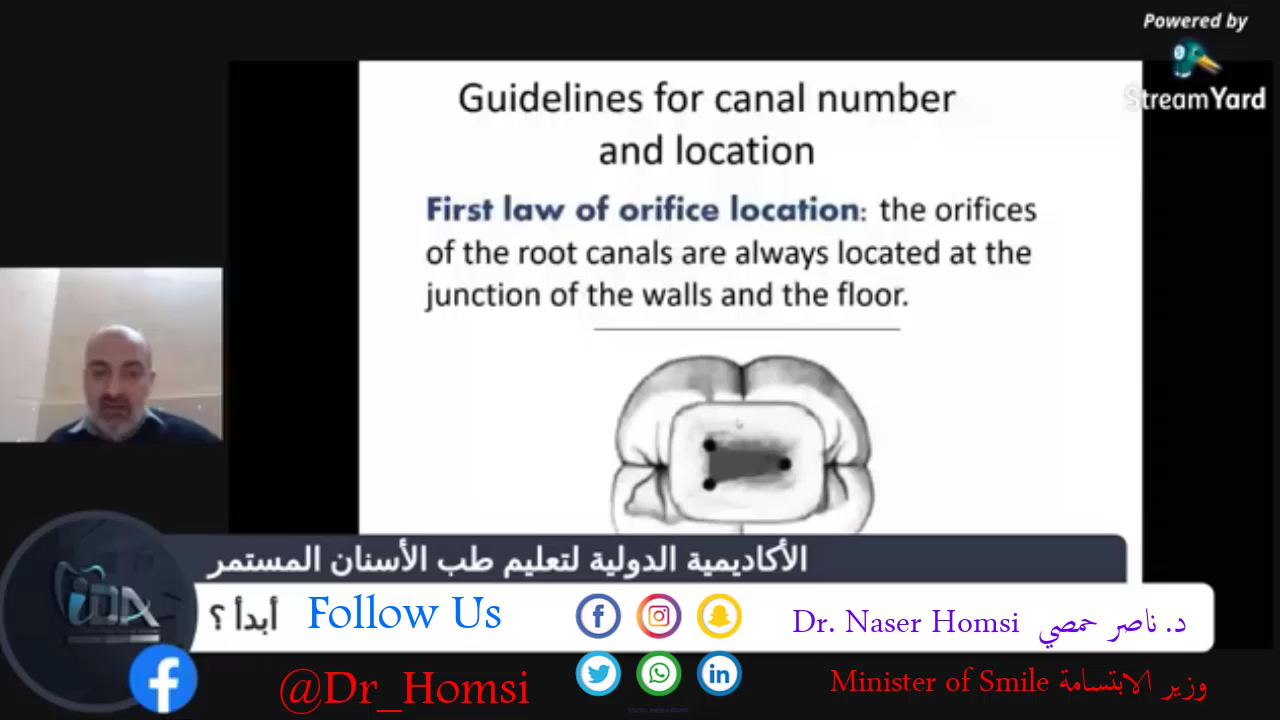 Powered by
StreamYard
Guidelines for canal number
and location
First law of orifice location: the orifices
of the root canals are always located at the
junction of the walls and the floor.
الأكاديمية الدولية لتعليم طب الأسنان المستمر
أبدأ ؟
Follow Us
Dr. Naser Homsi د. ناصر حمصي
@Dr_Homsi
Minister of Smile وزير الابتسامة